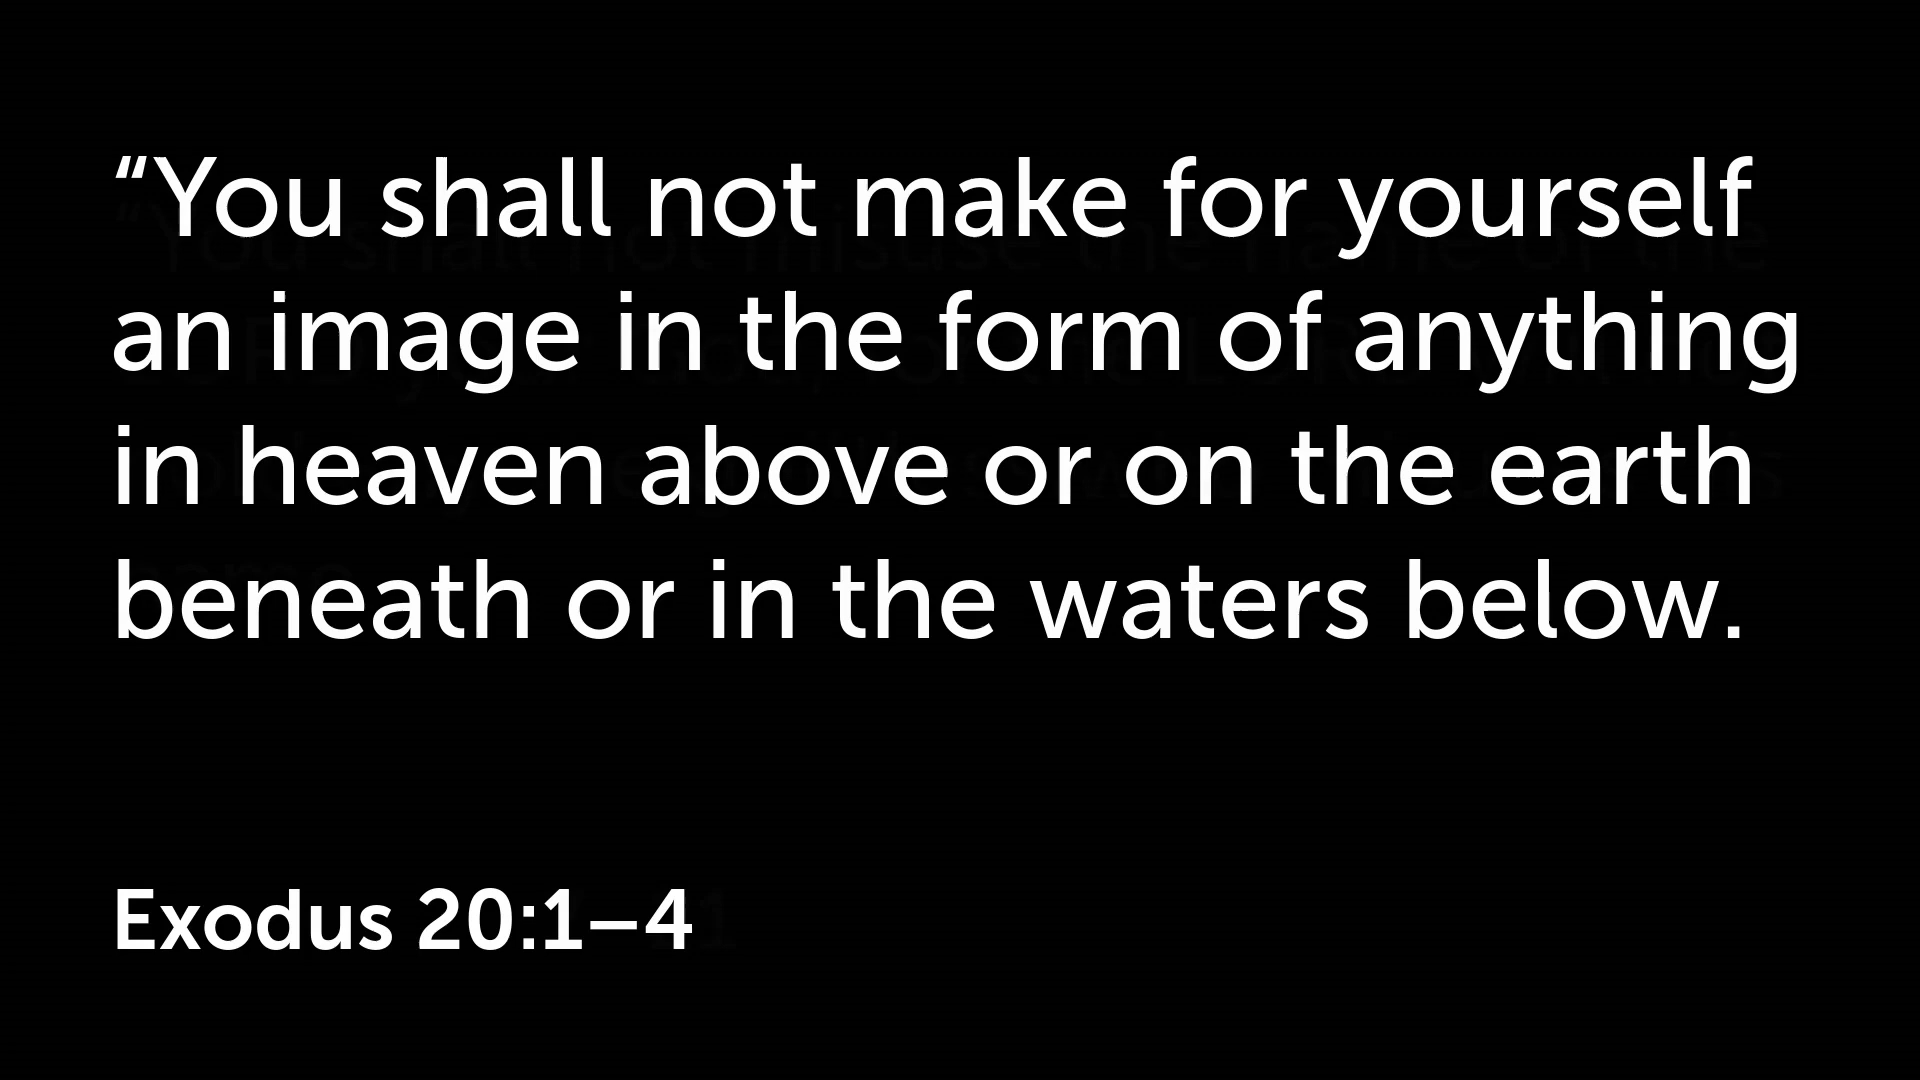 “You shall not make for yourself
an image in the form of anything
in heaven above or on the earth
beneath or in the waters below.
Exodus 20:1–4